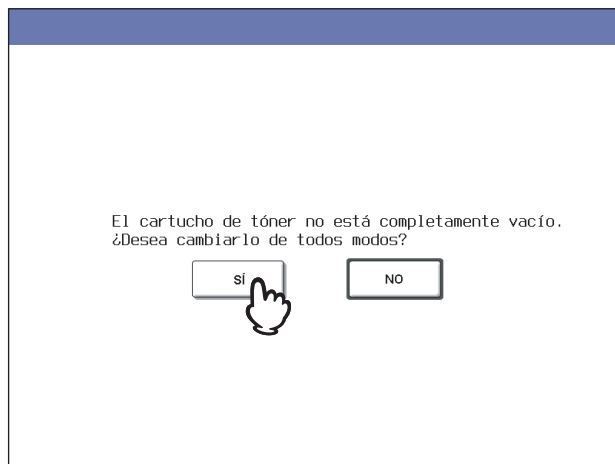 El cartucho de tóner no está completamente vacío.
¿Desea cambiarlo de todos modos?
SÍ NO